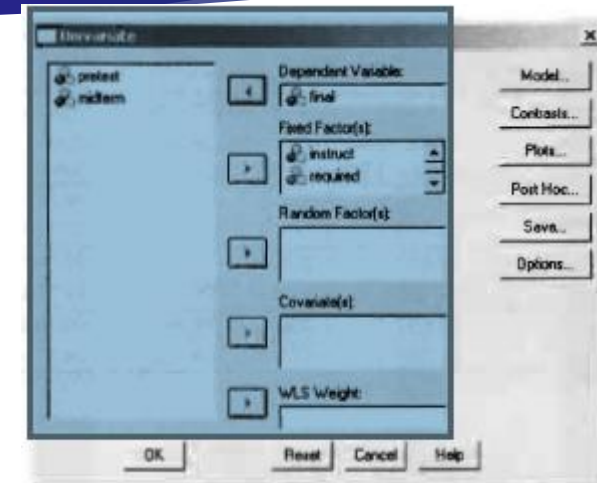 Univariate
pretest
midterm
Dependent Variable:
final
Fixed Factor(s):
instruct
required
Random Factor(s):
Covariate(s):
WLS Weight:
Model...
Contrasts...
Plots...
Post Hoc...
Save...
Options...
OK
Reset
Cancel
Help